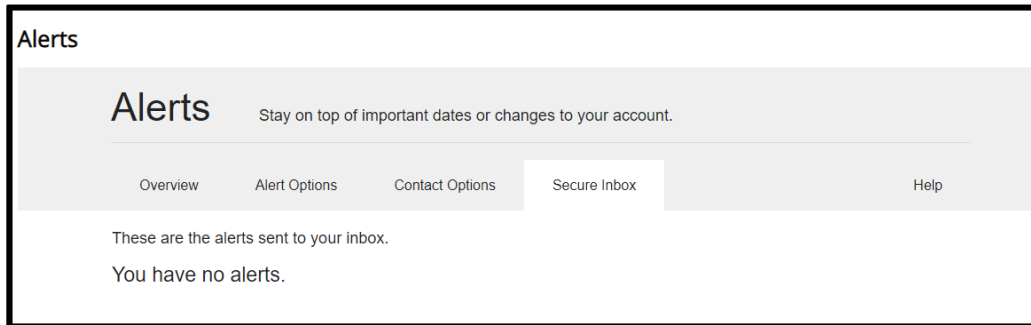 Alerts
Alerts Stay on top of important dates or changes to your account.
Overview Alert Options Contact Options Secure Inbox Help
These are the alerts sent to your inbox.
You have no alerts.